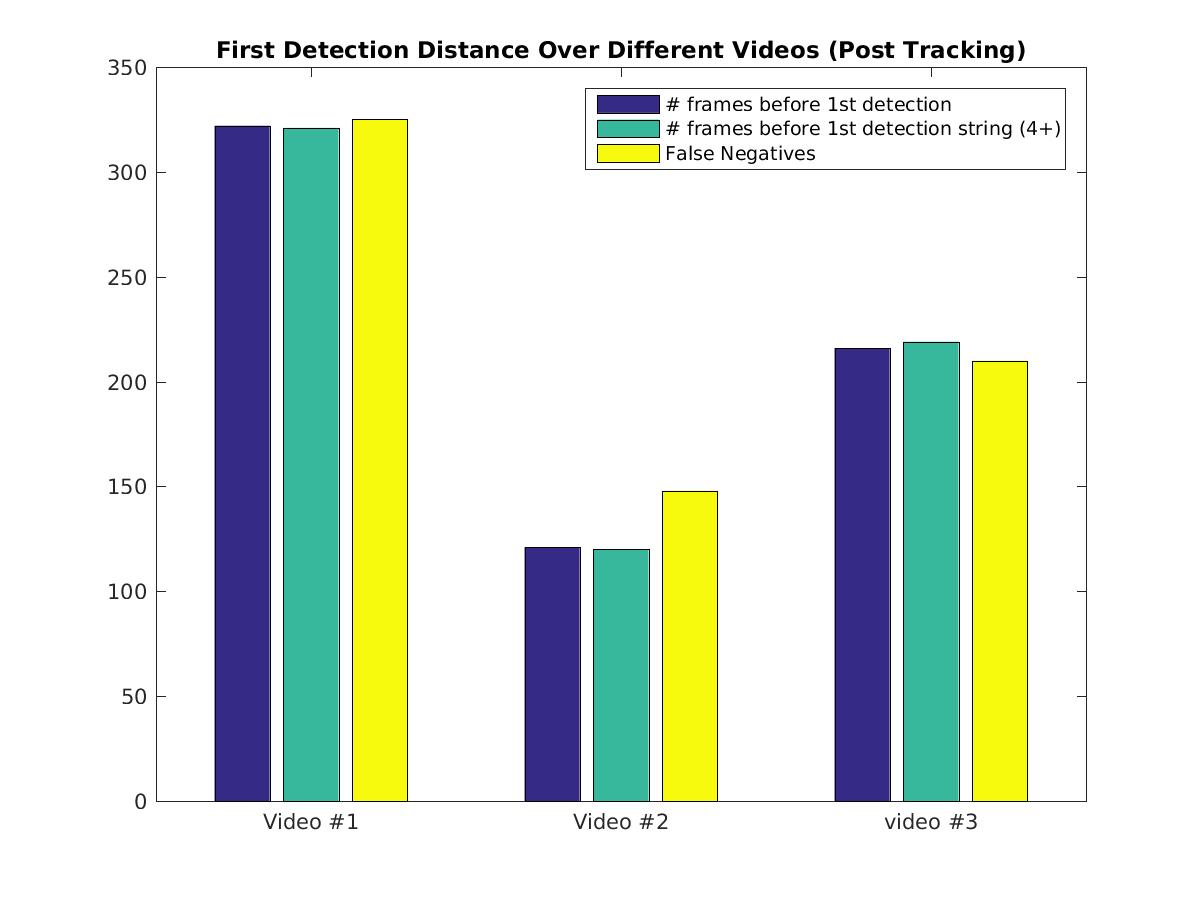 First Detection Distance Over Different Videos (Post Tracking)
350
300
250
200
150
100
50
0
# frames before 1st detection
# frames before 1st detection string (4+)
False Negatives
Video #1
Video #2
video #3